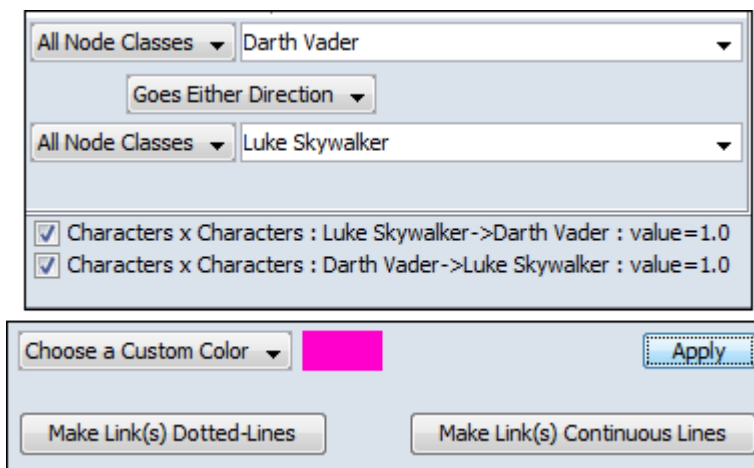 All Node Classes Darth Vader
Goes Either Direction
All Node Classes Luke Skywalker
Characters x Characters : Luke Skywalker->Darth Vader : value=1.0
Characters x Characters : Darth Vader->Luke Skywalker : value=1.0
Choose a Custom Color Apply
Make Link(s) Dotted-Lines Make Link(s) Continuous Lines